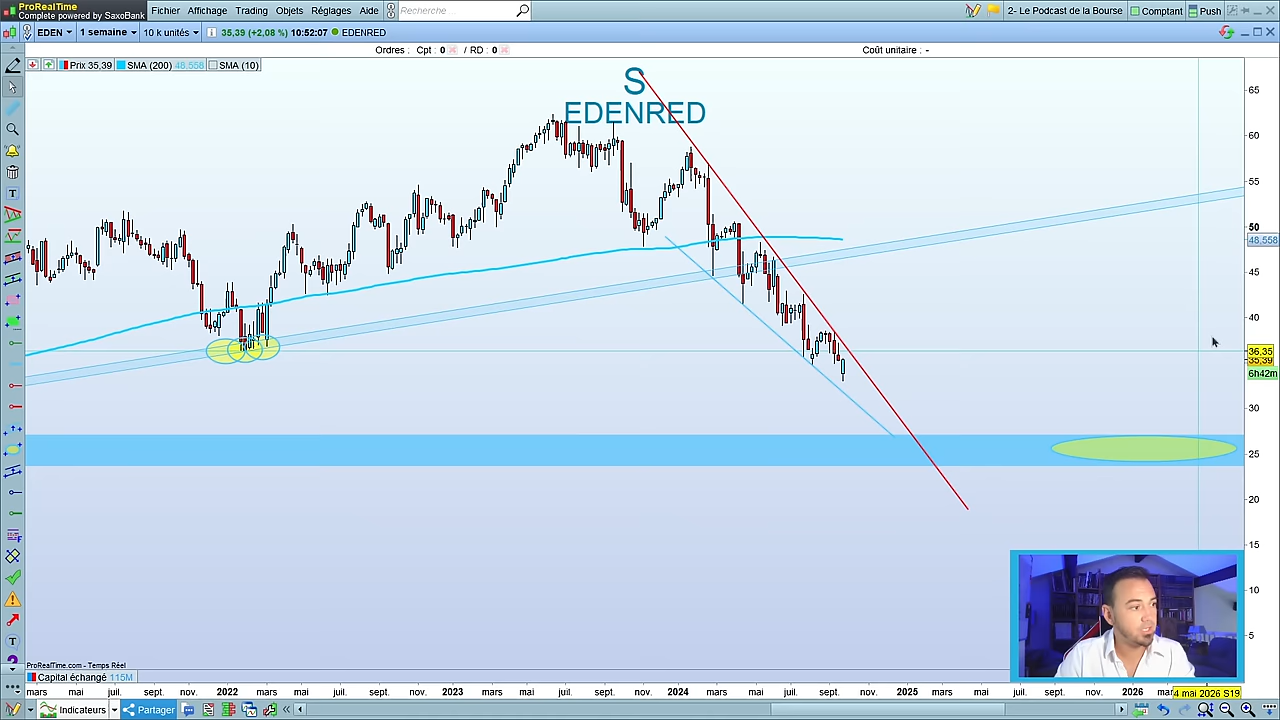 ProRealTime
Complete powered by SaxoBank
Fichier Affichage Trading Objets Réglages Aide Recherche 2- Le Podcast de la Bourse Comptant Push
EDEN 1 semaine 10 k unités 35,39 (+2,08 %) 10:52:07 EDENRED
Ordres : Cpt : 0 / RD : 0 Coût unitaire : -
Prix 35,39 SMA (200) 48,558 SMA (10)
S
EDENRED
65
60
55
50
48,558
45
40
36,35
35,39
6h42m
30
25
20
15
5
ProRealTime.com - Temps Réel
Capital échangé 115M
mars mai juil. sept. nov. 2022 mars mai juil. sept. nov. 2023 mars mai juil. sept. nov. 2024 mars mai juil. sept. nov. 2025 mars mai juil. sept. nov. 2026 4 mai 2026 S19
Indicateurs Partager